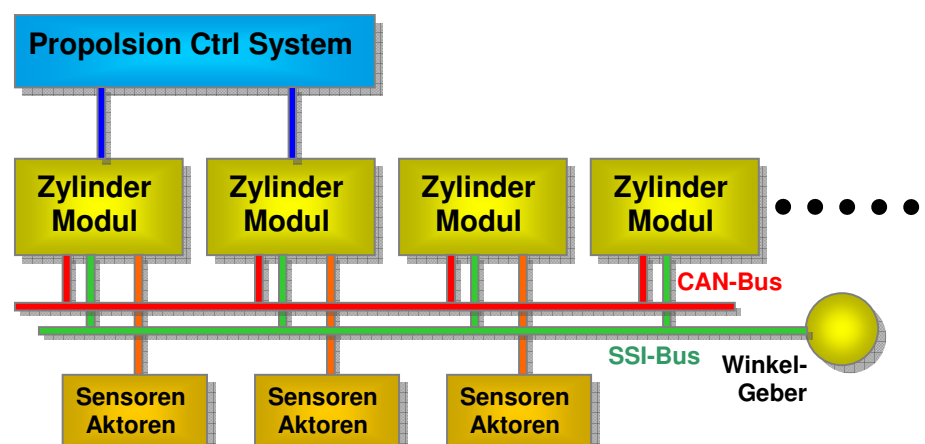 Propolsion Ctrl System
Zylinder
Modul
Zylinder
Modul
Zylinder
Modul
Zylinder
Modul
CAN-Bus
SSI-Bus
Winkel-
Geber
Sensoren
Aktoren
Sensoren
Aktoren
Sensoren
Aktoren